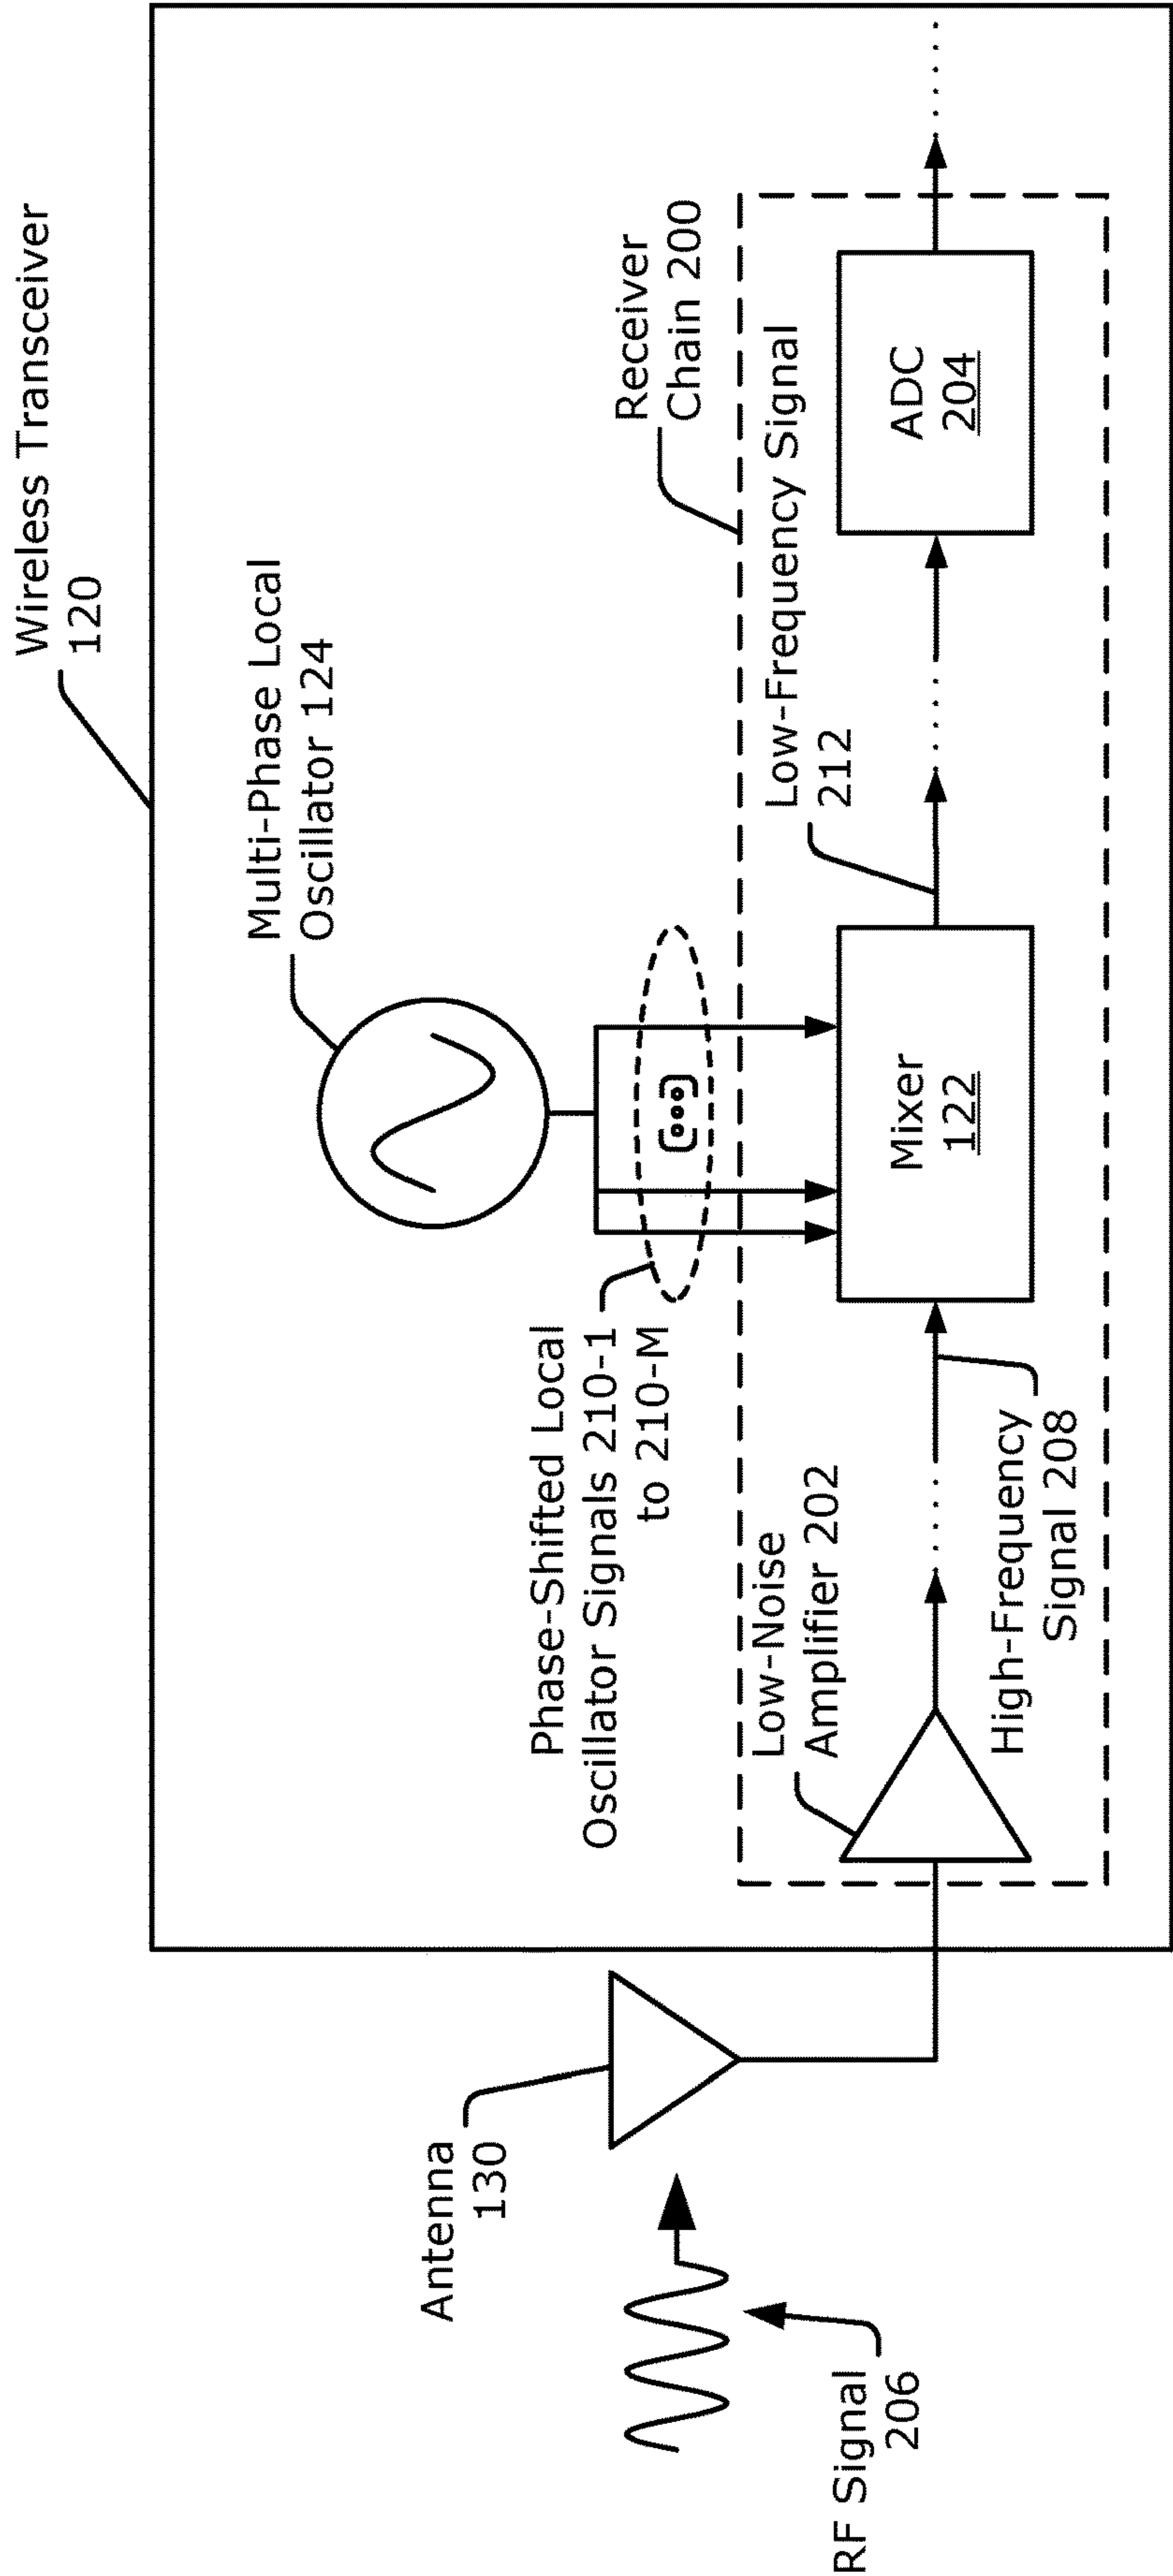 Wireless Transceiver
120
Multi-Phase Local
Oscillator 124
Phase-Shifted Local
Oscillator Signals 210-1
to 210-M
Receiver
Chain 200
Antenna
130
RF Signal
206
Low-Noise
Amplifier 202
High-Frequency
Signal 208
Mixer
122
Low-Frequency Signal
212
ADC
204